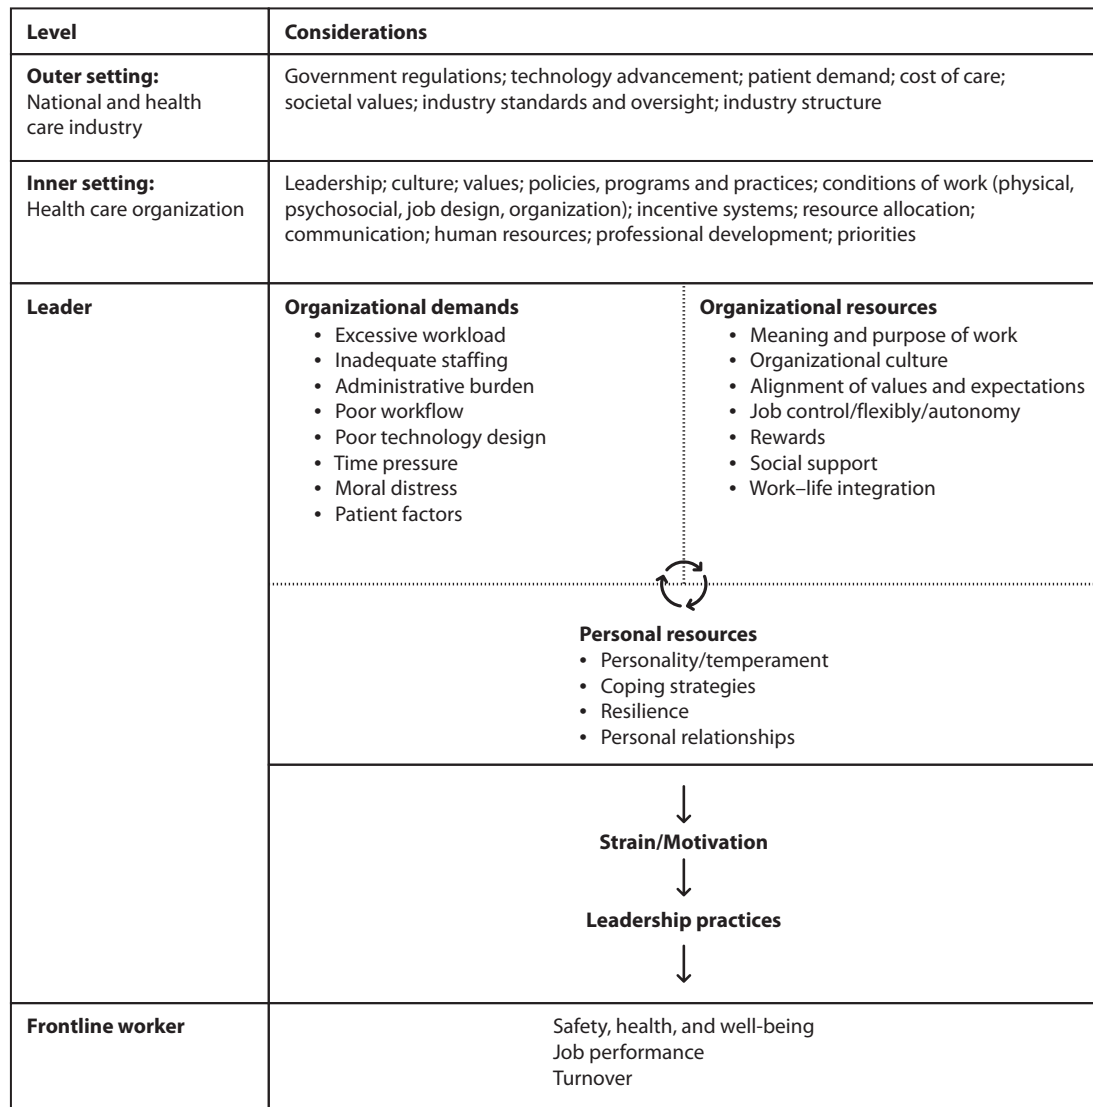 Level
Considerations
Outer setting:
National and health
care industry
Government regulations; technology advancement; patient demand; cost of care;
societal values; industry standards and oversight; industry structure
Inner setting:
Health care organization
Leadership; culture; values; policies, programs and practices; conditions of work (physical,
psychosocial, job design, organization); incentive systems; resource allocation;
communication; human resources; professional development; priorities
Leader
Organizational demands
• Excessive workload
• Inadequate staffing
• Administrative burden
• Poor workflow
• Poor technology design
• Time pressure
• Moral distress
• Patient factors
Organizational resources
• Meaning and purpose of work
• Organizational culture
• Alignment of values and expectations
• Job control/flexibly/autonomy
• Rewards
• Social support
• Work–life integration
Personal resources
• Personality/temperament
• Coping strategies
• Resilience
• Personal relationships
Strain/Motivation
Leadership practices
Frontline worker
Safety, health, and well-being
Job performance
Turnover